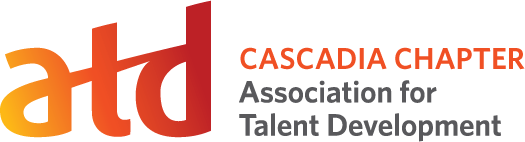 atd
CASCADIA CHAPTER
Association for
Talent Development